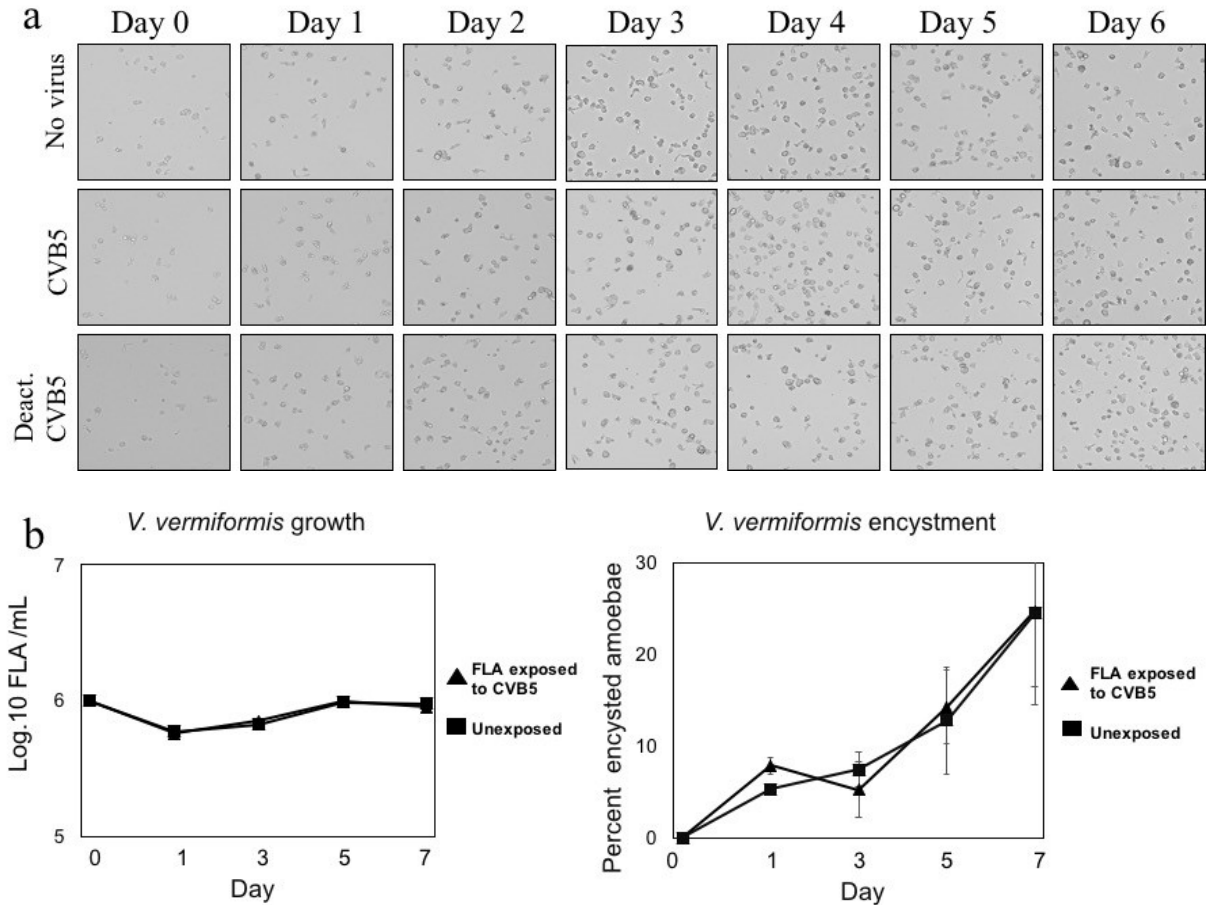 a
Day 0 Day 1 Day 2 Day 3 Day 4 Day 5 Day 6
No virus
CVB5
Deact.
CVB5
b
V. vermiformis growth
7
6
5
Log.10 FLA /mL
0 1 3 5 7
Day
FLA exposed
to CVB5
Unexposed
V. vermiformis encystment
30
20
10
0
Percent encysted amoebae
0 1 3 5 7
Day
FLA exposed
to CVB5
Unexposed